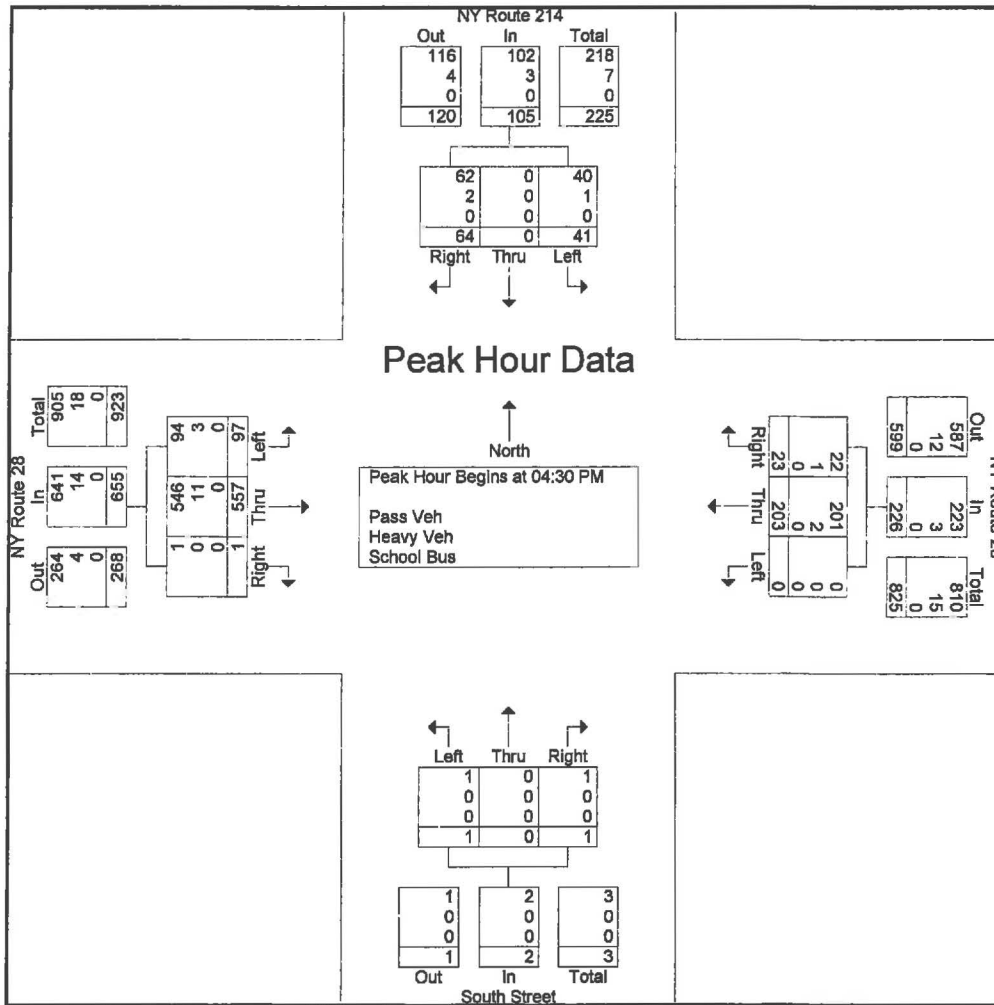 NY Route 214
Out In Total
116 102 218
4 3 7
0 0 0
120 105 225
62 0 40
2 0 1
0 0 0
64 0 41
Right Thru Left
Peak Hour Data
North
Peak Hour Begins at 04:30 PM
Pass Veh
Heavy Veh
School Bus
NY Route 28
Total
905 18 0 923
In
641 14 0 655
Out
264 4 0 268
94 3 0 97
Left
546 11 0 557
Thru
1 0 0 1
Right
Out
587 12 0 599
In
223 3 0 226
Total
810 15 0 825
Right
22 1 0 23
Thru
201 2 0 203
Left
0 0 0 0
Left Thru Right
1 0 1
0 0 0
0 0 0
1 0 1
1 2 3
0 0 0
0 0 0
1 2 3
Out In Total
South Street